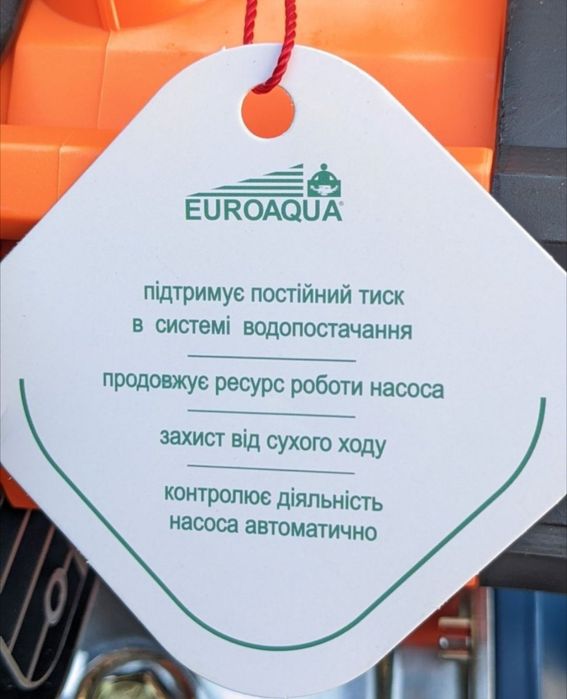 EUROAQUA®
підтримує постійний тиск
в системі водопостачання
продовжує ресурс роботи насоса
захист від сухого ходу
контролює діяльність
насоса автоматично